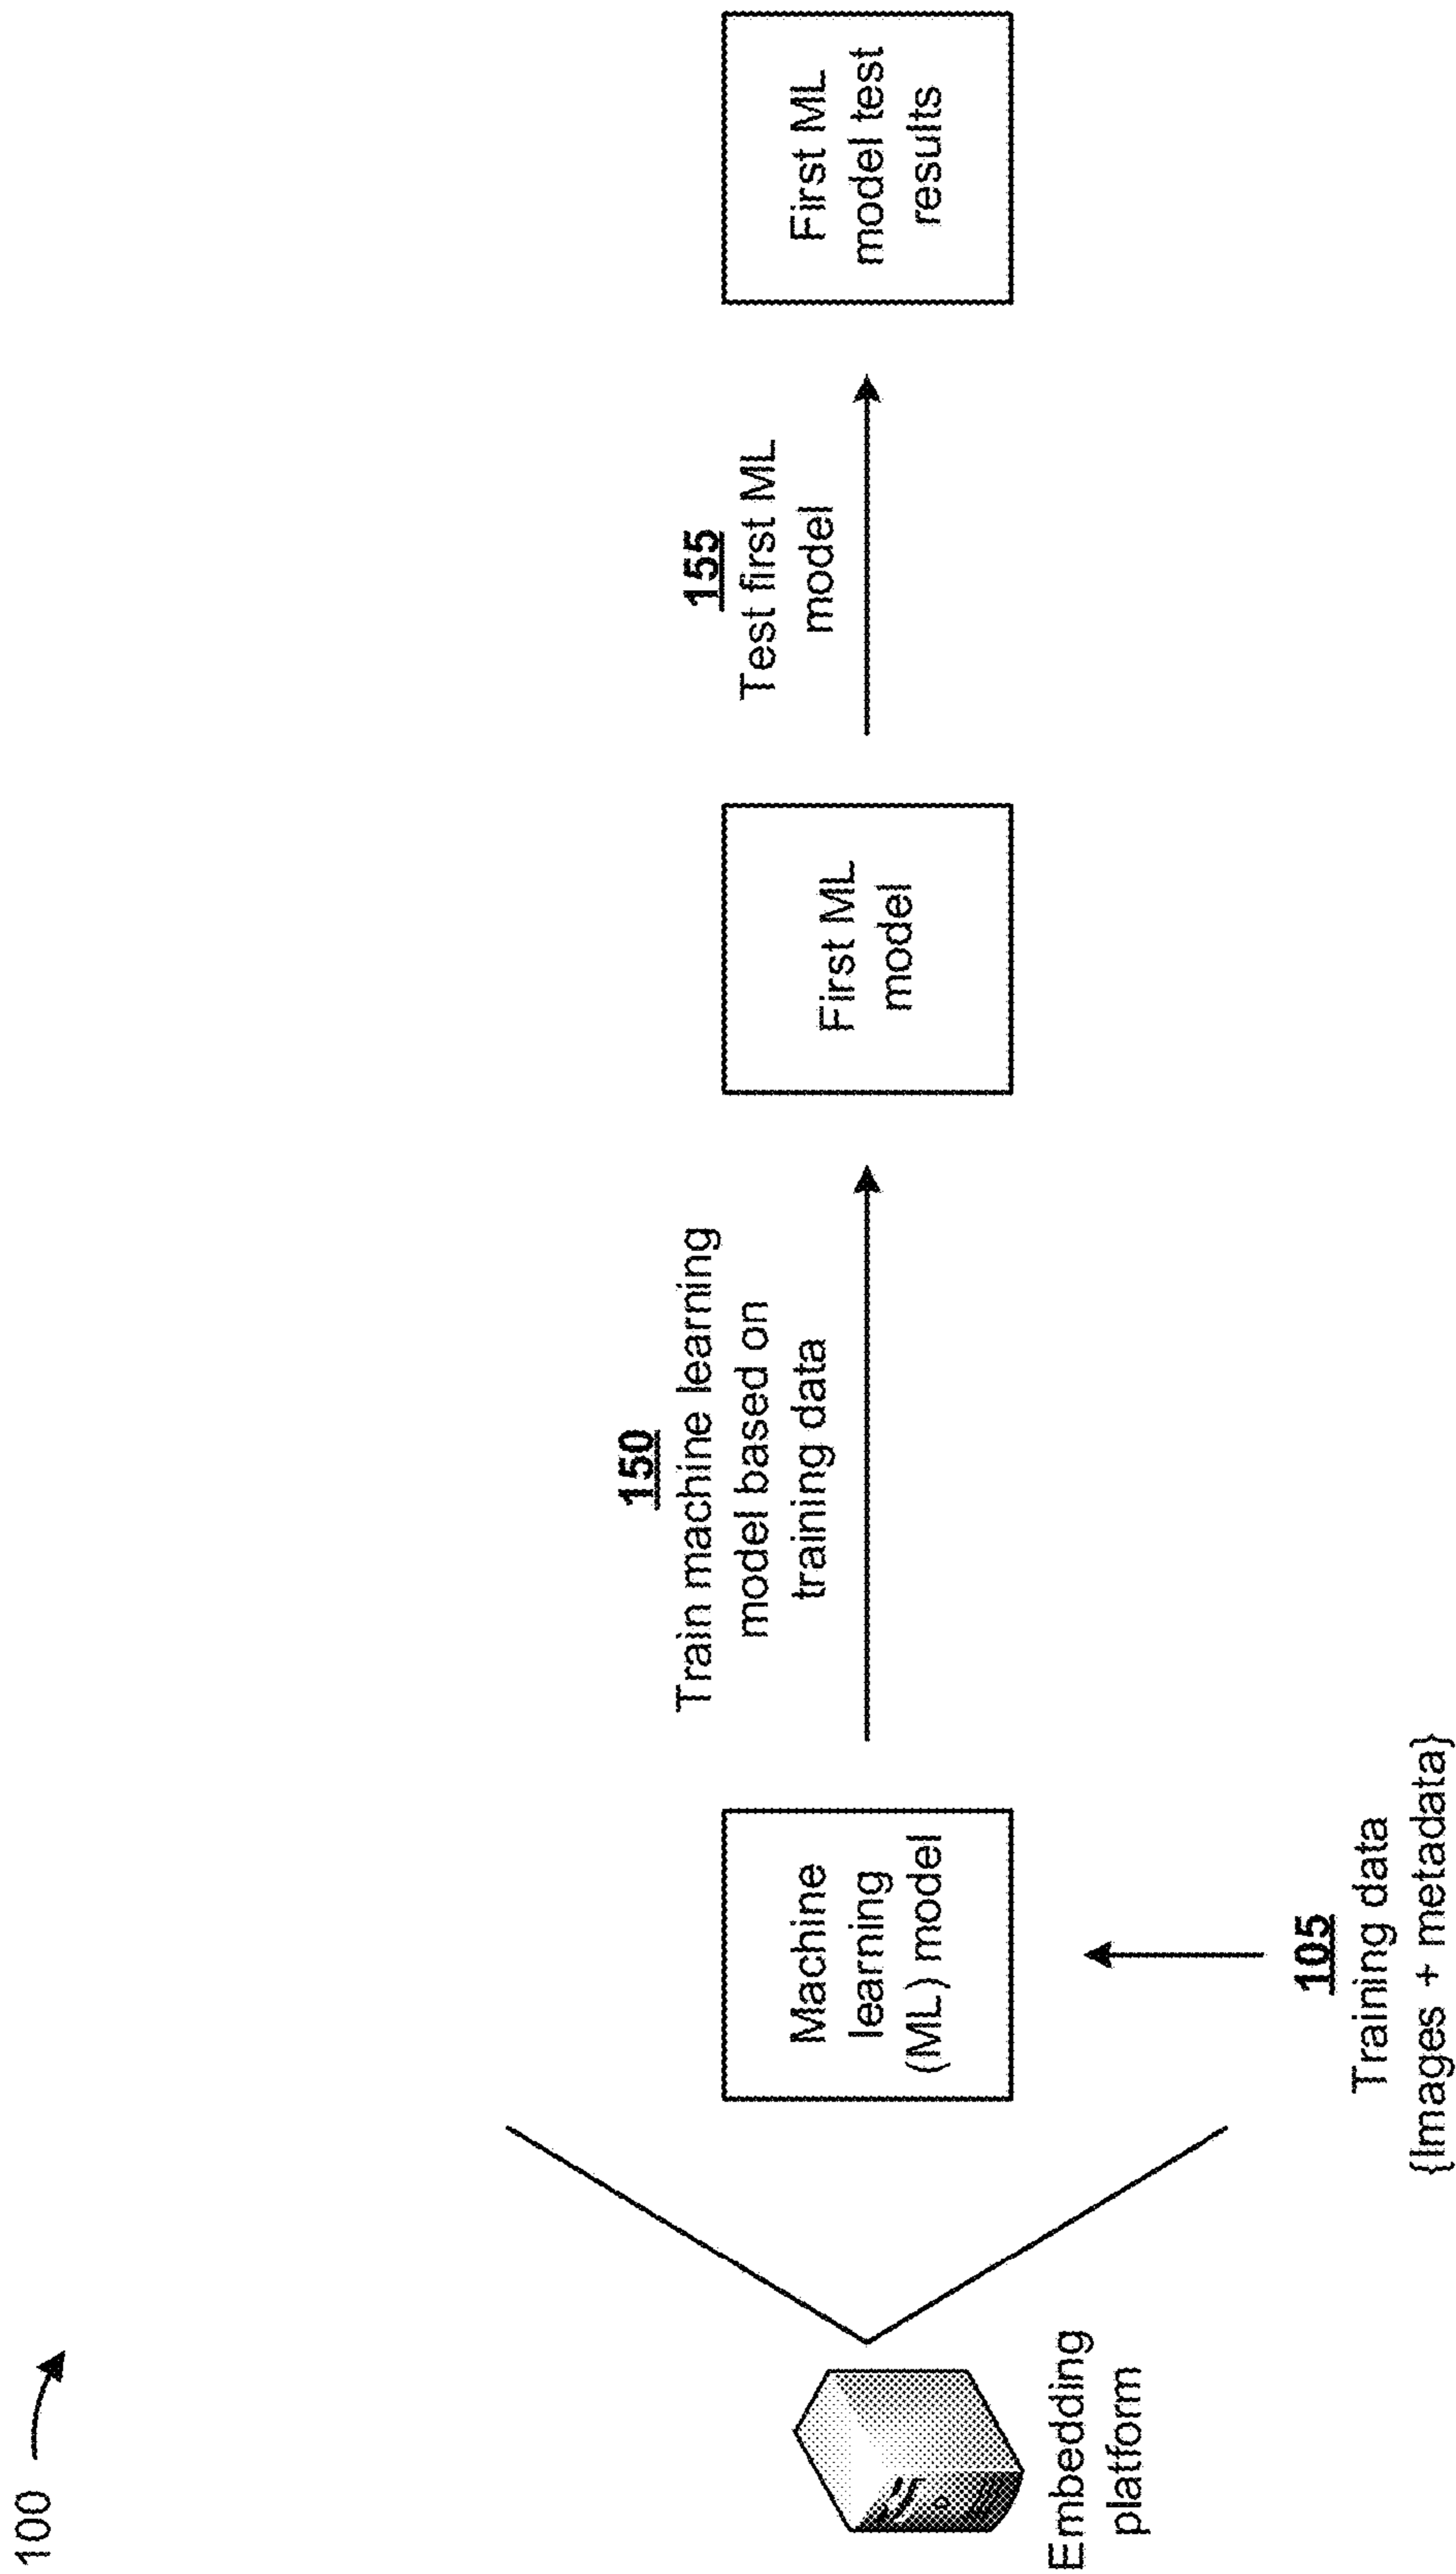 100
150
Train machine learning
model based on
training data
155
Test first ML
model
Machine
learning
(ML) model
First ML
model
First ML
model test
results
Embedding
platform
105
Training data
{Images + metadata}